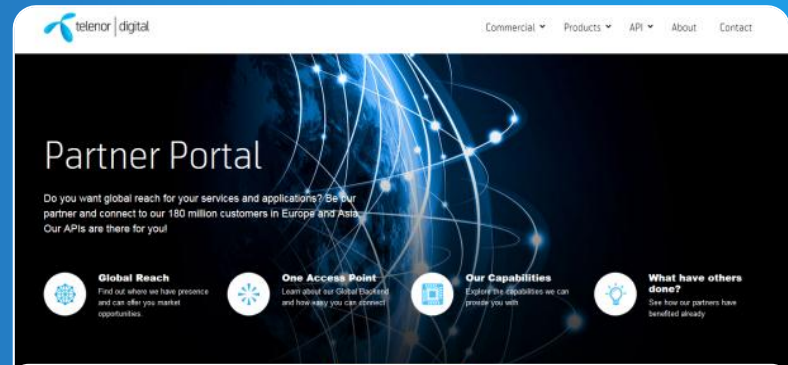 telenor | digital
Commercial Products API About Contact
Partner Portal
Do you want global reach for your services and applications? Be our
partner and connect to our 180 million customers in Europe and Asia.
Our APIs are there for you!
Global Reach
Find out where we have presence
and can offer you market
opportunities.
One Access Point
Learn about our Global Backend
and how easy you can connect
Our Capabilities
Explore the capabilities we can
provide you with
What have others
done?
See how our partners have
benefited already